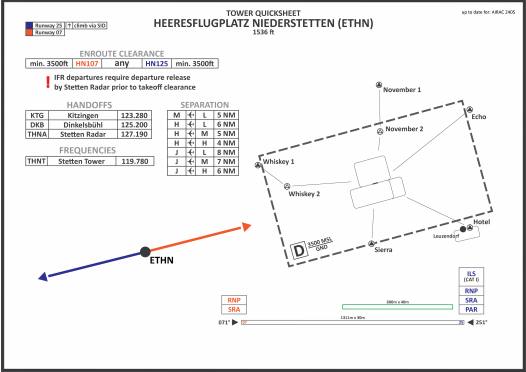 TOWER QUICKSHEET
HEERESFLUGPLATZ NIEDERSTETTEN (ETHN)
1536 ft
up to date for: AIRAC 2405
Runway 25 ↑ climb via SID
Runway 07
ENROUTE CLEARANCE
min. 3500ft HN107 any HN125 min. 3500ft
! IFR departures require departure release
by Stetten Radar prior to takeoff clearance
HANDOFFS
KTG Kitzingen 123.280
DKB Dinkelsbühl 125.200
THNA Stetten Radar 127.190
FREQUENCIES
THNT Stetten Tower 119.780
SEPARATION
M ← L 5 NM
H ← L 6 NM
H ← M 5 NM
H ← H 4 NM
J ← L 8 NM
J ← M 7 NM
J ← H 6 NM
November 1
Echo
November 2
Whiskey 1
Whiskey 2
Hotel
Leuzendorf
Sierra
D 3500 MSL
GND
ETHN
ILS
(CAT I)
RNP
SRA
PAR
RNP
SRA
600m x 40m
1311m x 30m
071° 07 25 251°